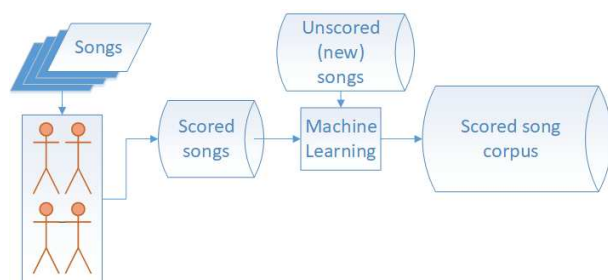 Songs
Unscored
(new)
songs
Scored
songs
Machine
Learning
Scored song
corpus